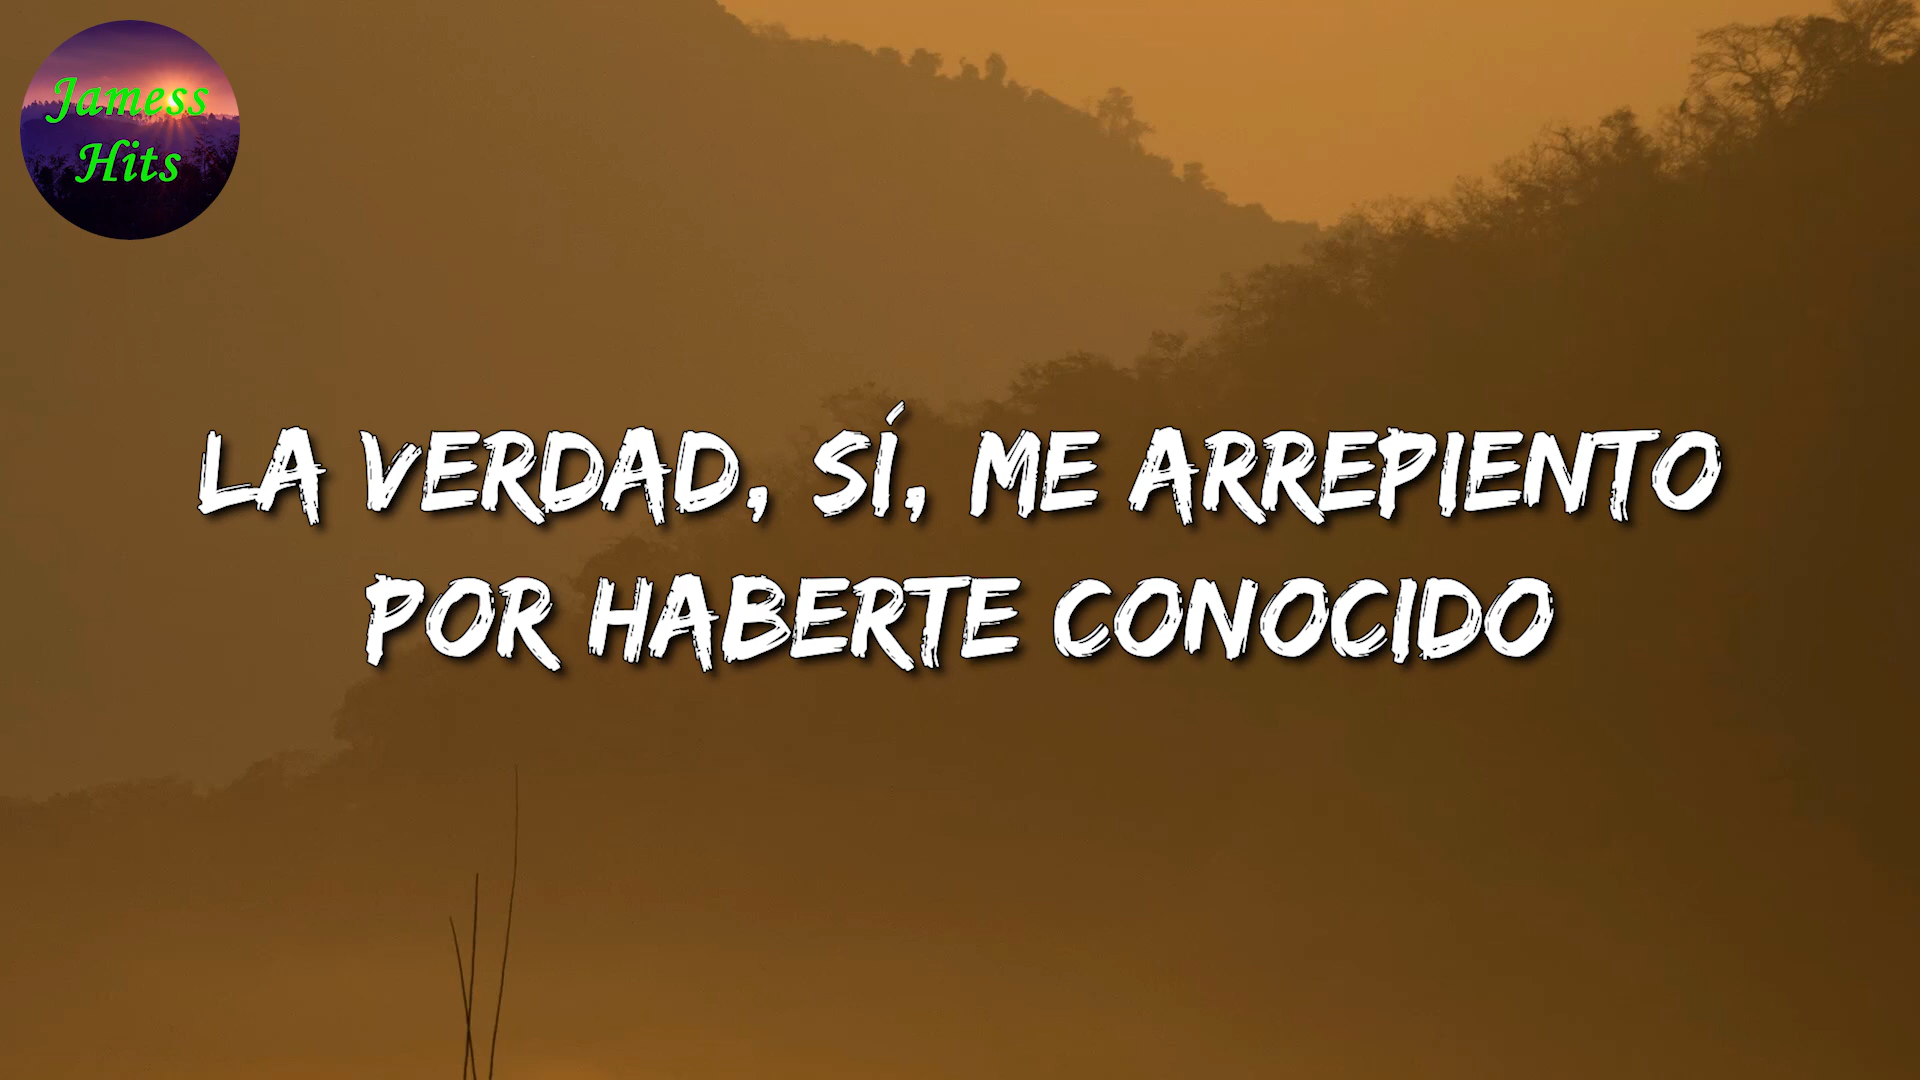 Jamess
Hits
LA VERDAD, SÍ, ME ARREPIENTO
POR HABERTE CONOCIDO